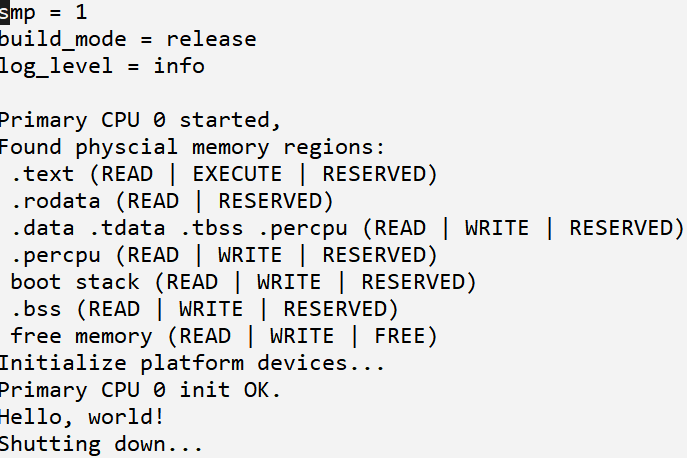 smp = 1
build_mode = release
log_level = info

Primary CPU 0 started,
Found physcial memory regions:
 .text (READ | EXECUTE | RESERVED)
 .rodata (READ | RESERVED)
 .data .tdata .tbss .percpu (READ | WRITE | RESERVED)
 .percpu (READ | WRITE | RESERVED)
 boot stack (READ | WRITE | RESERVED)
 .bss (READ | WRITE | RESERVED)
 free memory (READ | WRITE | FREE)
Initialize platform devices...
Primary CPU 0 init OK.
Hello, world!
Shutting down...